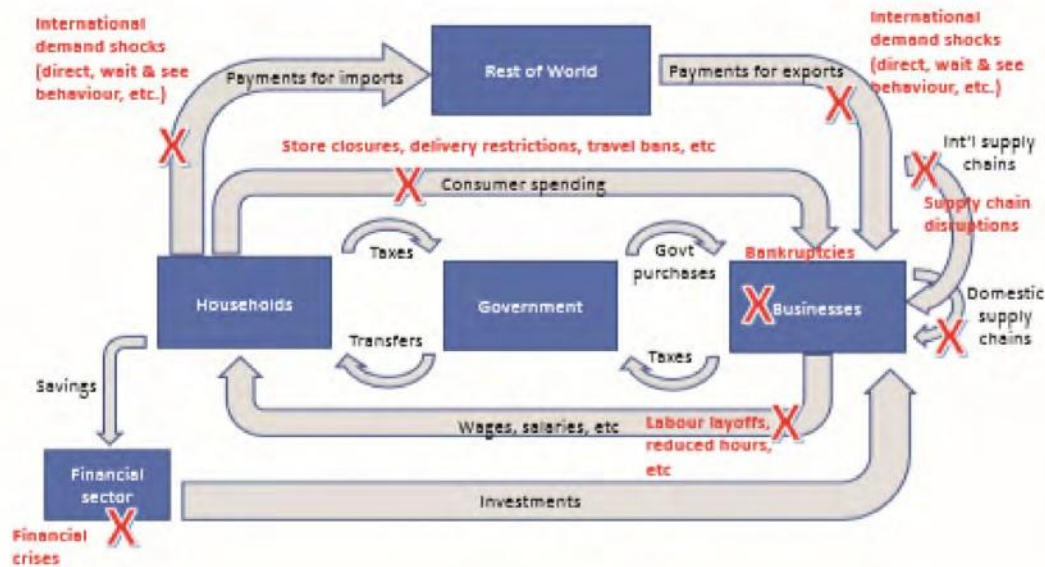 International
demand shocks
(direct, wait & see
behaviour, etc.)
Payments for imports
Rest of World
Payments for exports
International
demand shocks
(direct, wait & see
behaviour, etc.)
Store closures, delivery restrictions, travel bans, etc
Consumer spending
Int'l supply
chains
Supply chain
disruptions
Taxes
Govt
purchases
Bankruptcies
Households
Government
Businesses
Domestic
supply
chains
Transfers
Taxes
Savings
Wages, salaries, etc
Labour layoffs,
reduced hours,
etc
Financial
sector
Investments
Financial
crises